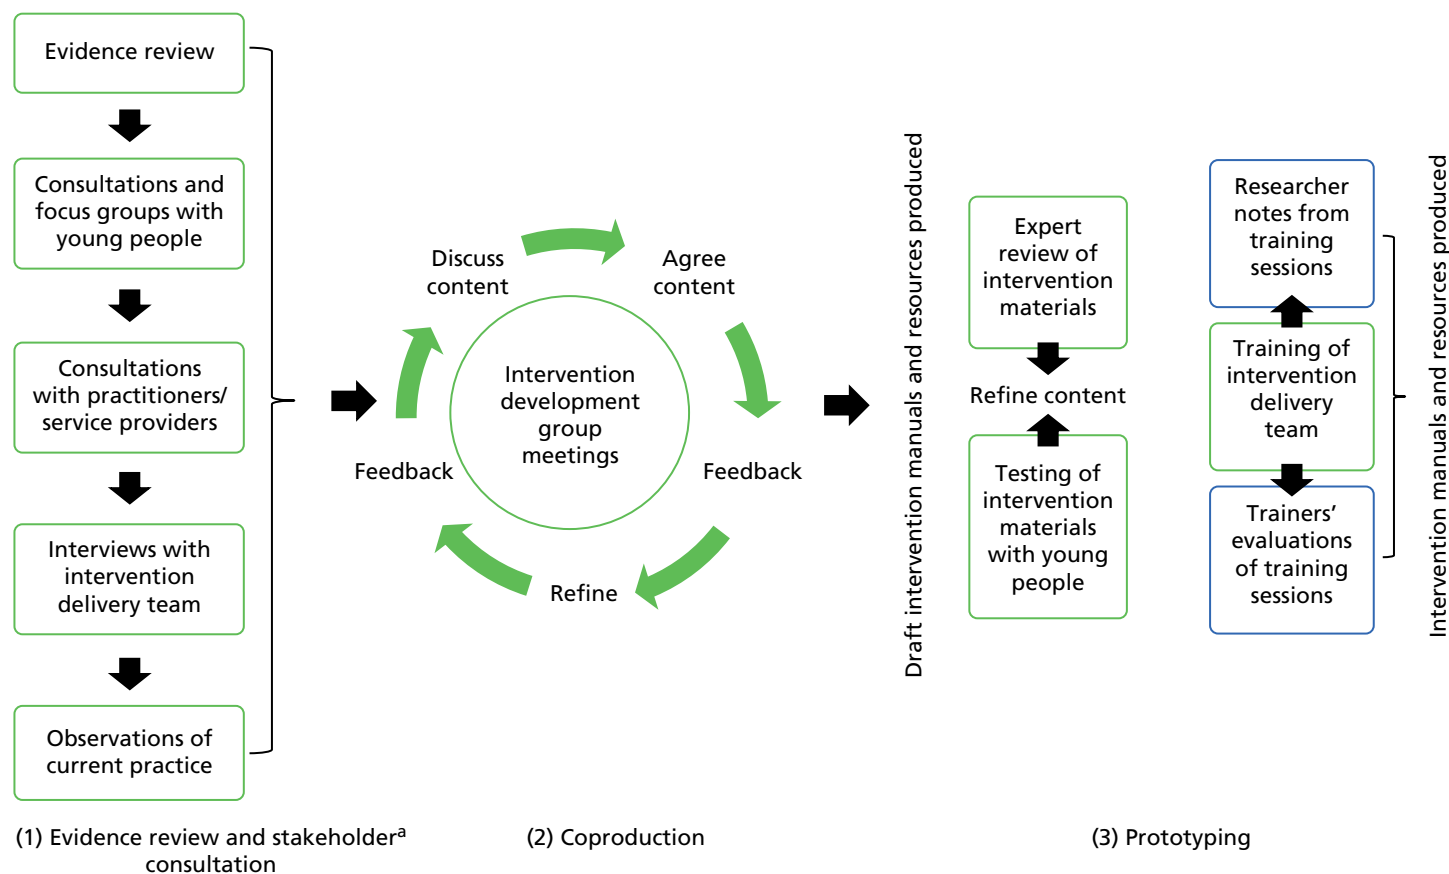 Evidence review
Consultations and
focus groups with
young people
Consultations
with practitioners/
service providers
Interviews with
intervention
delivery team
Observations of
current practice
(1) Evidence review and stakeholderᵃ
consultation
Discuss
content
Agree
content
Feedback
Refine
Feedback
Intervention
development
group
meetings
(2) Coproduction
Draft intervention manuals and resources produced
Expert
review of
intervention
materials
Refine content
Testing of
intervention
materials
with young
people
Researcher
notes from
training
sessions
Training of
intervention
delivery
team
Trainers’
evaluations
of training
sessions
Intervention manuals and resources produced
(3) Prototyping